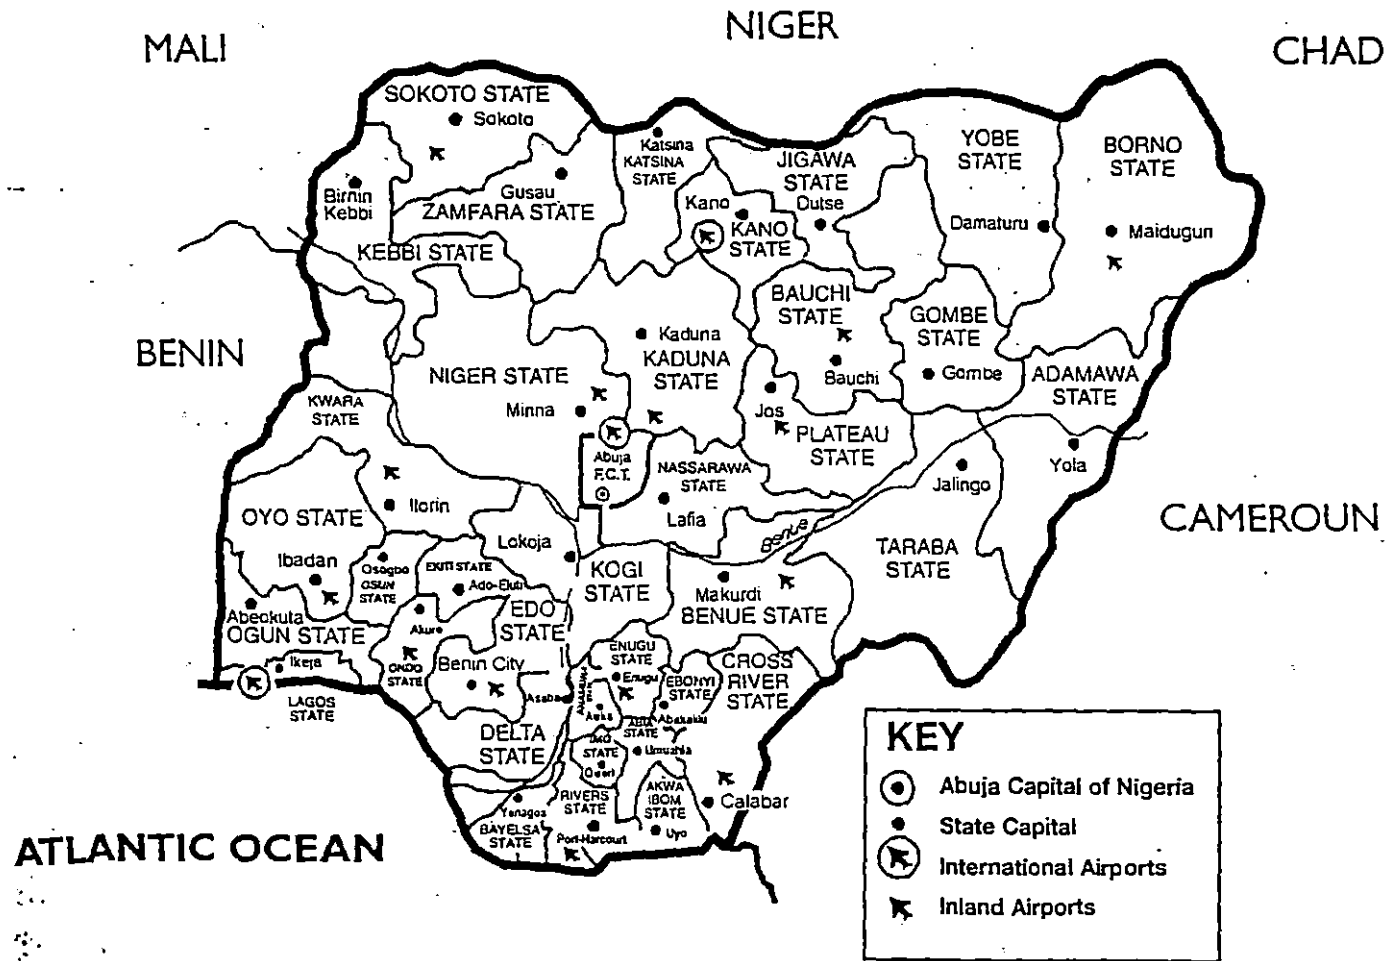 NIGER
MALI
CHAD
SOKOTO STATE
Sokoto
Katsina
KATSINA
STATE
JIGAWA
STATE
Dutse
YOBE
STATE
BORNO
STATE
Birnin
Kebbi
Gusau
ZAMFARA STATE
Kano
KANO
STATE
Damaturu
Maidugun
KEBBI STATE
BAUCHI
STATE
GOMBE
STATE
BENIN
Kaduna
KADUNA
STATE
NIGER STATE
Bauchi
Gombe
ADAMAWA
STATE
KWARA
STATE
Minna
Jos
PLATEAU
STATE
Abuja
F.C.T.
NASSARAWA
STATE
Yola
Jalingo
Lafia
Ilorin
OYO STATE
CAMEROUN
Benue
Lokoja
TARABA
STATE
Ibadan
Osogbo
OSUN
STATE
EKITI STATE
Ado-Ekiti
KOGI
STATE
Makurdi
BENUE STATE
Abeokuta
OGUN STATE
Akure
EDO
STATE
ONDO
STATE
Ikeja
Benin City
ENUGU
STATE
Enugu
EBONYI
STATE
CROSS
RIVER
STATE
LAGOS
STATE
Asaba
Awka
Abakaliki
ABIA
STATE
DELTA
STATE
IMO
STATE
Umuahia
Owerri
KEY
Abuja Capital of Nigeria
State Capital
International Airports
Inland Airports
RIVERS
STATE
AKWA
IBOM
STATE
Calabar
Yenagoa
BAYELSA
STATE
Port-Harcourt
Uyo
ATLANTIC OCEAN